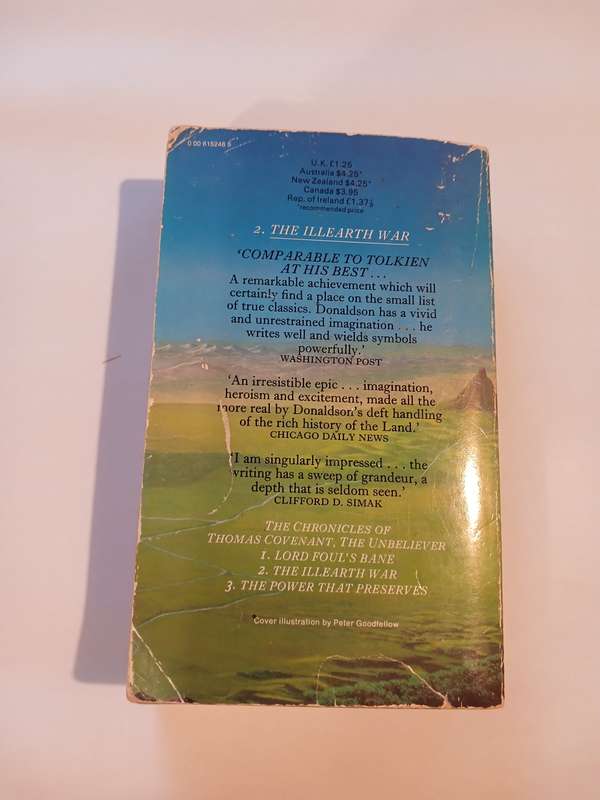 0 00 615246 5
U.K. £1.25
Australia $4.25*
New Zealand $4.25*
Canada $3.95
Rep. of Ireland £1.37½
*recommended price
2. THE ILLEARTH WAR
‘COMPARABLE TO TOLKIEN
AT HIS BEST . . .
A remarkable achievement which will
certainly find a place on the small list
of true classics. Donaldson has a vivid
and unrestrained imagination . . . he
writes well and wields symbols
powerfully.’
WASHINGTON POST
‘An irresistible epic . . . imagination,
heroism and excitement, made all the
more real by Donaldson’s deft handling
of the rich history of the Land.’
CHICAGO DAILY NEWS
‘I am singularly impressed . . . the
writing has a sweep of grandeur, a
depth that is seldom seen.’
CLIFFORD D. SIMAK
THE CHRONICLES OF
THOMAS COVENANT, THE UNBELIEVER
1. LORD FOUL’S BANE
2. THE ILLEARTH WAR
3. THE POWER THAT PRESERVES
Cover illustration by Peter Goodfellow